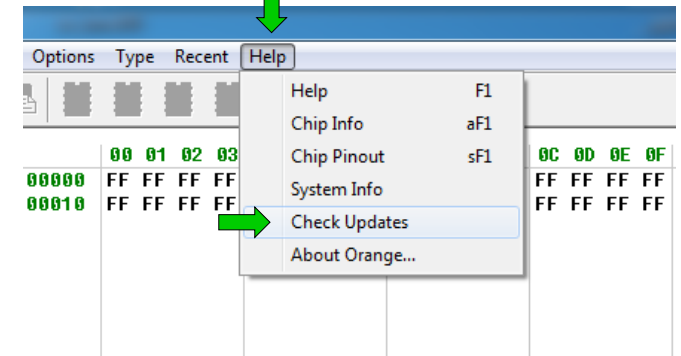 Options Type Recent Help
Help F1
Chip Info aF1
Chip Pinout sF1
System Info
Check Updates
About Orange...
00 01 02 03 0C 0D 0E 0F
00000 FF FF FF FF FF FF FF FF
00010 FF FF FF FF FF FF FF FF